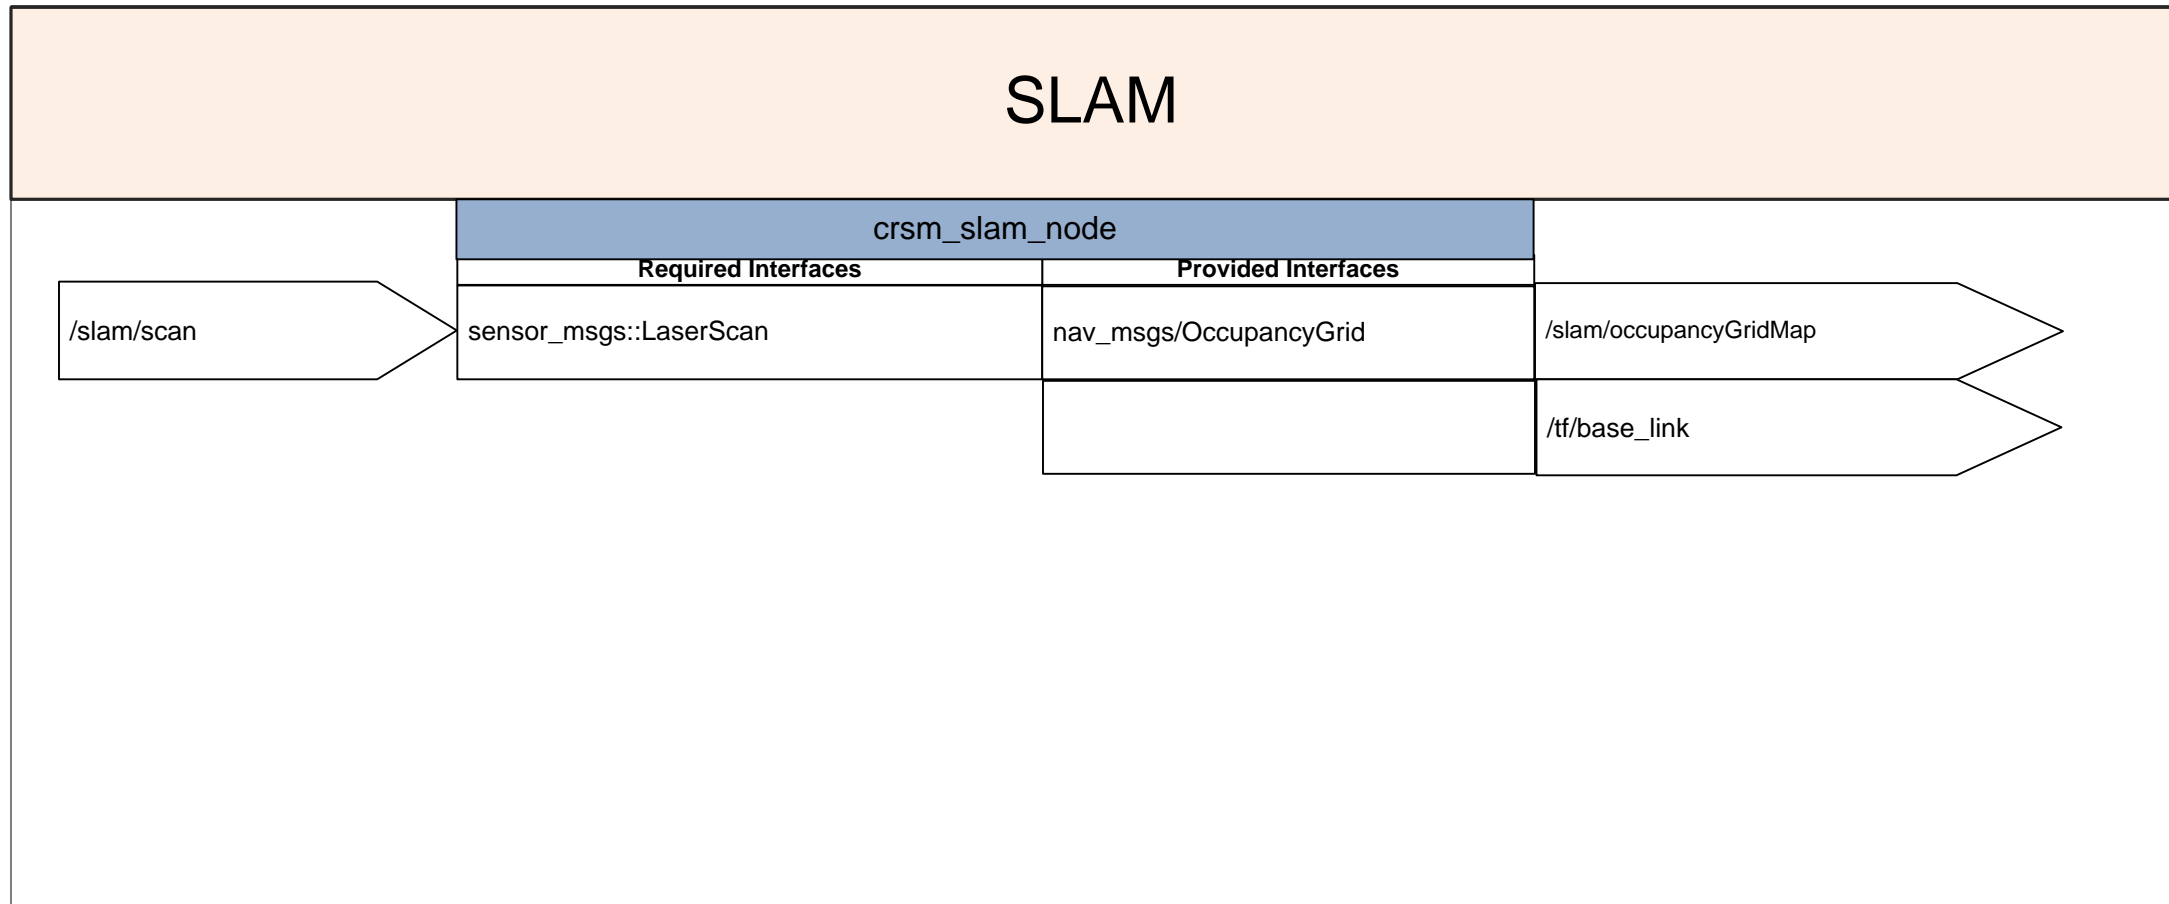 SLAM
crsm_slam_node
Required Interfaces
Provided Interfaces
/slam/scan
sensor_msgs::LaserScan
nav_msgs/OccupancyGrid
/slam/occupancyGridMap
/tf/base_link